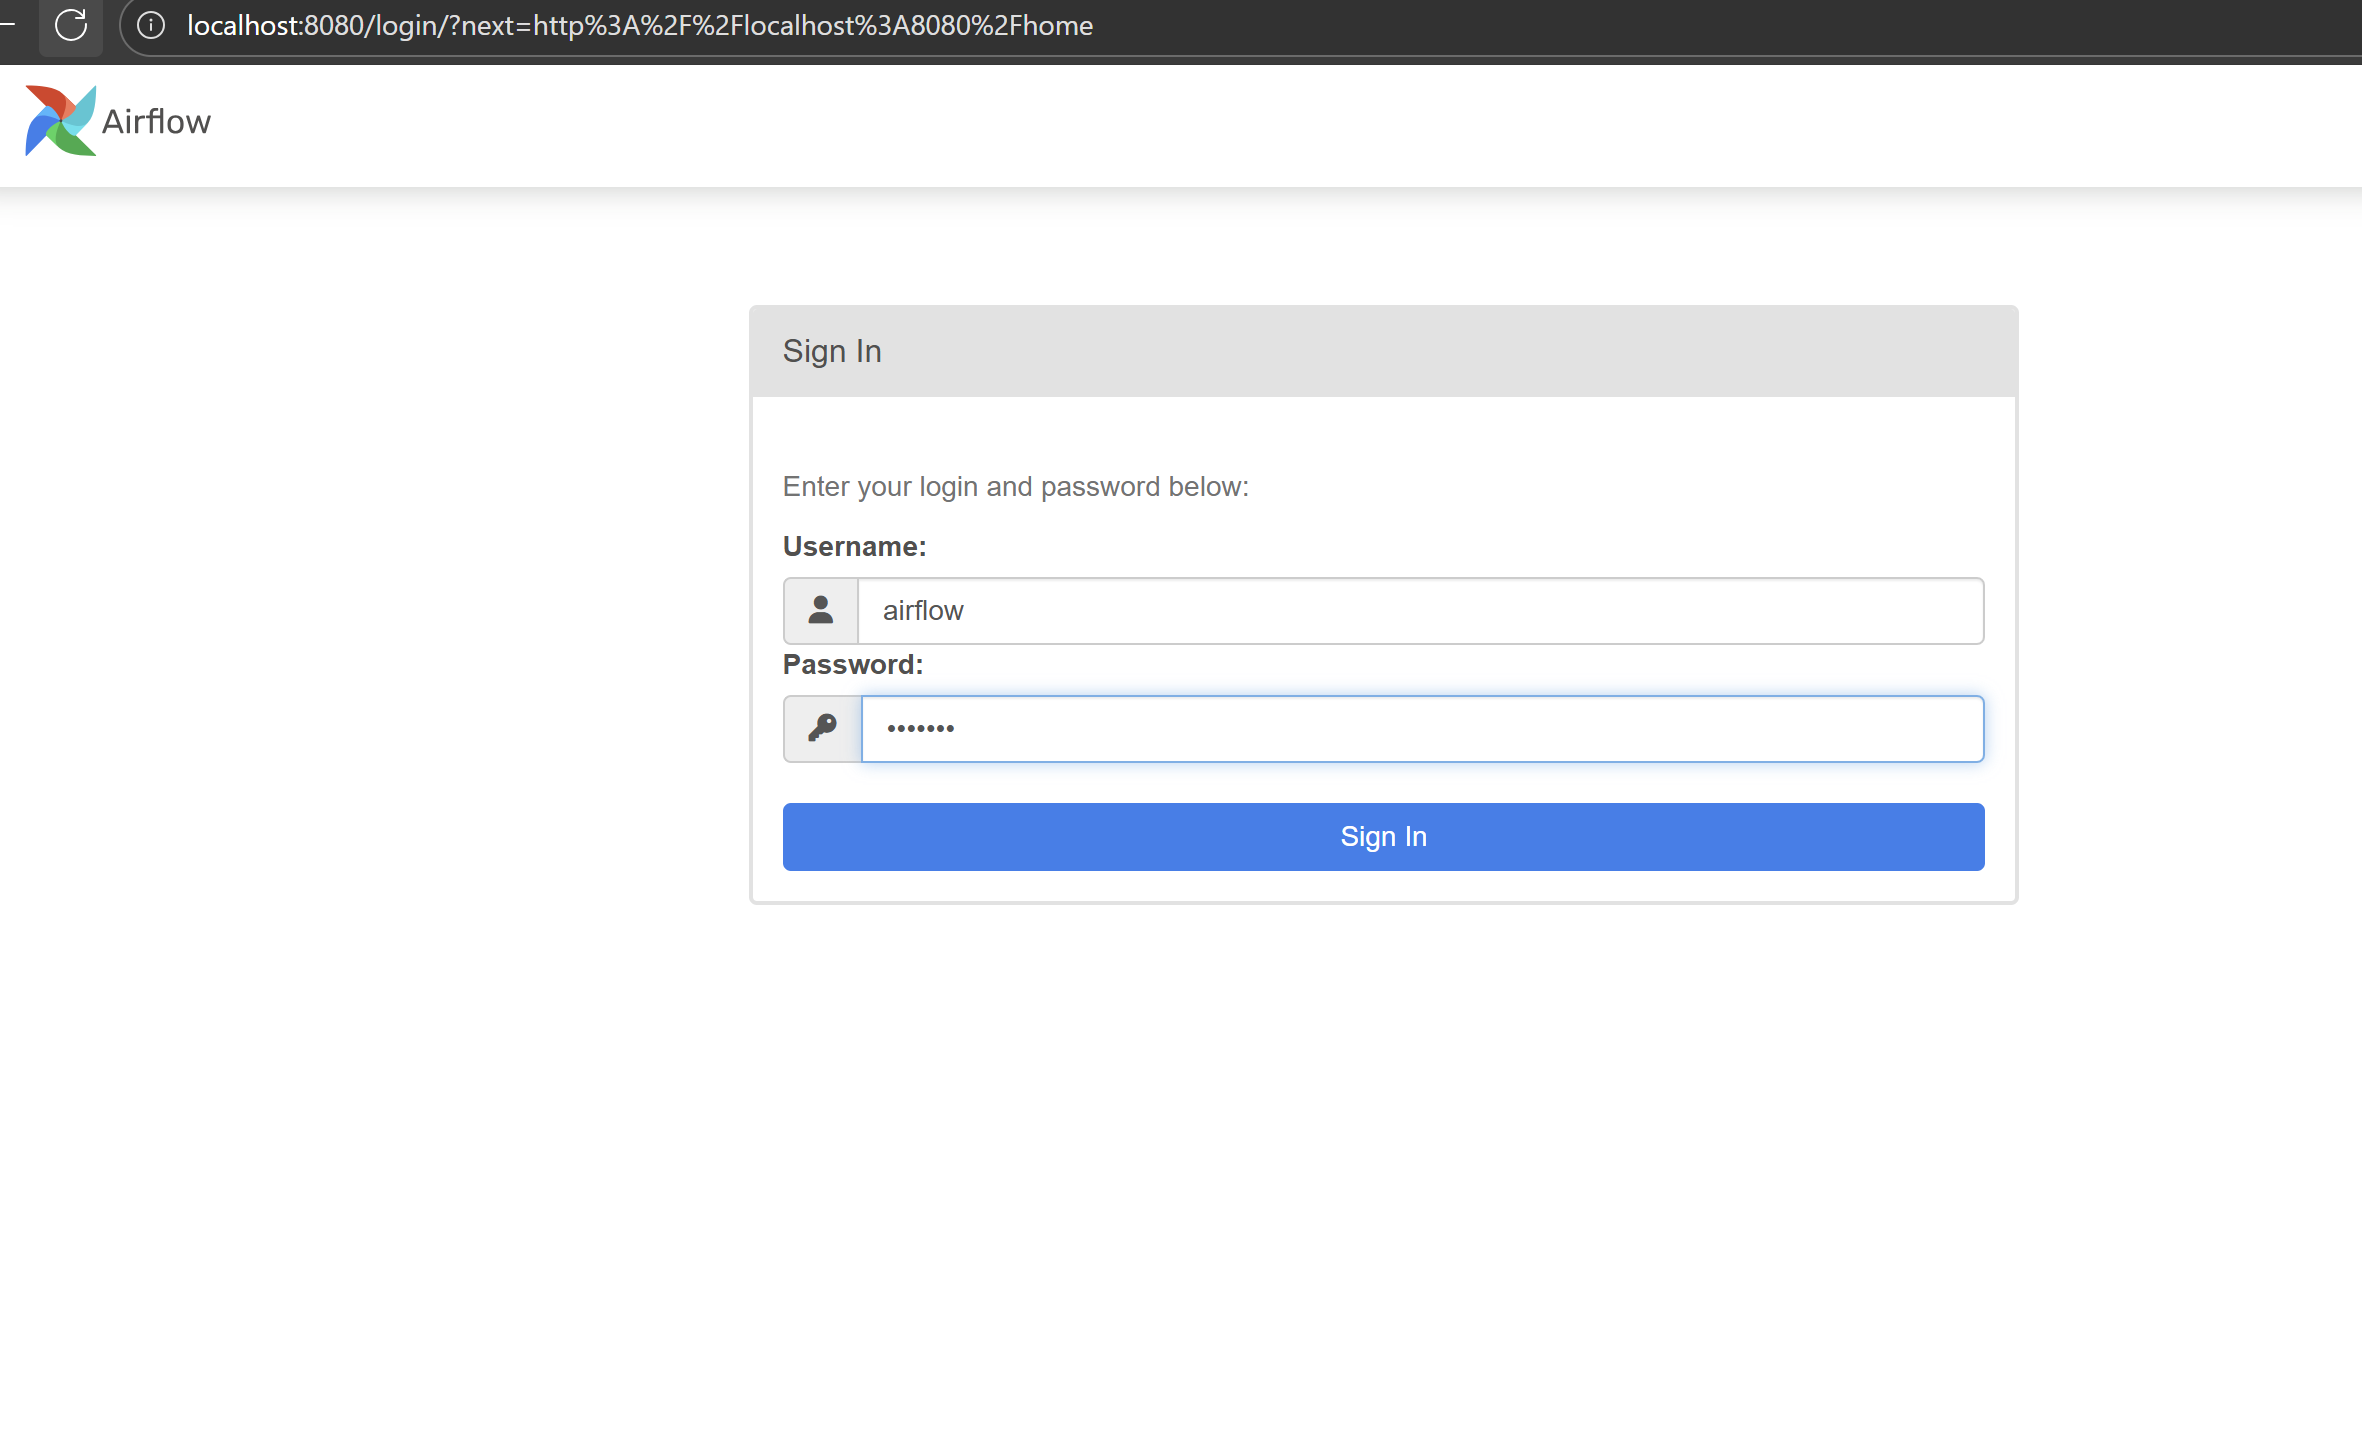 localhost:8080/login/?next=http%3A%2F%2Flocalhost%3A8080%2Fhome
Airflow
Sign In
Enter your login and password below:
Username:
airflow
Password:
•••••••
Sign In